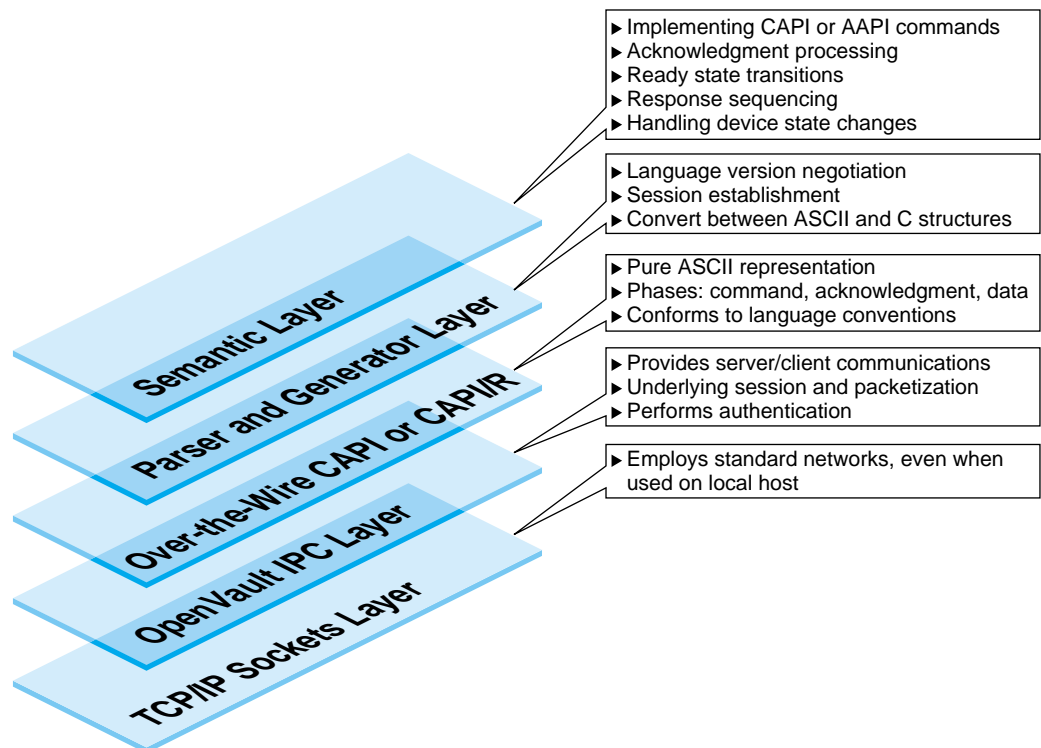 ▶ Implementing CAPI or AAPI commands
▶ Acknowledgment processing
▶ Ready state transitions
▶ Response sequencing
▶ Handling device state changes
▶ Language version negotiation
▶ Session establishment
▶ Convert between ASCII and C structures
▶ Pure ASCII representation
▶ Phases: command, acknowledgment, data
▶ Conforms to language conventions
▶ Provides server/client communications
▶ Underlying session and packetization
▶ Performs authentication
▶ Employs standard networks, even when
used on local host
Semantic Layer
Parser and Generator Layer
Over-the-Wire CAPI or CAPI/R
OpenVault IPC Layer
TCP/IP Sockets Layer